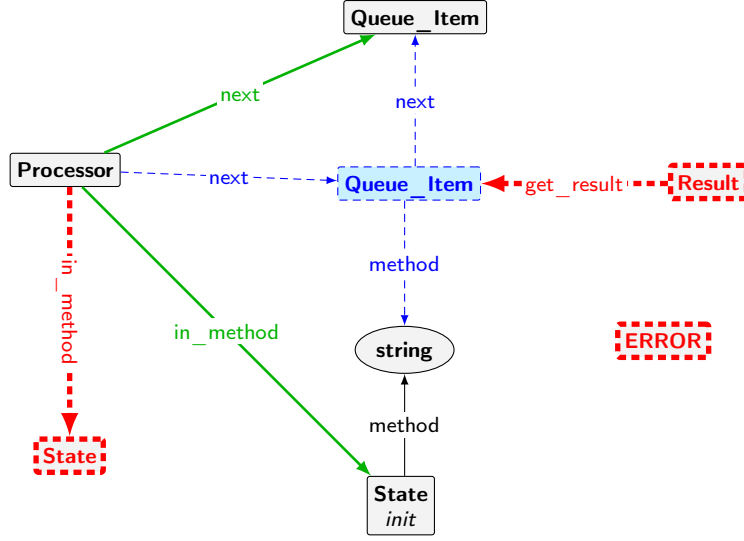 Queue_Item
next
next
Processor
next
Queue_Item
get_result
Result
method
in_method
in_method
string
ERROR
method
State
State
init